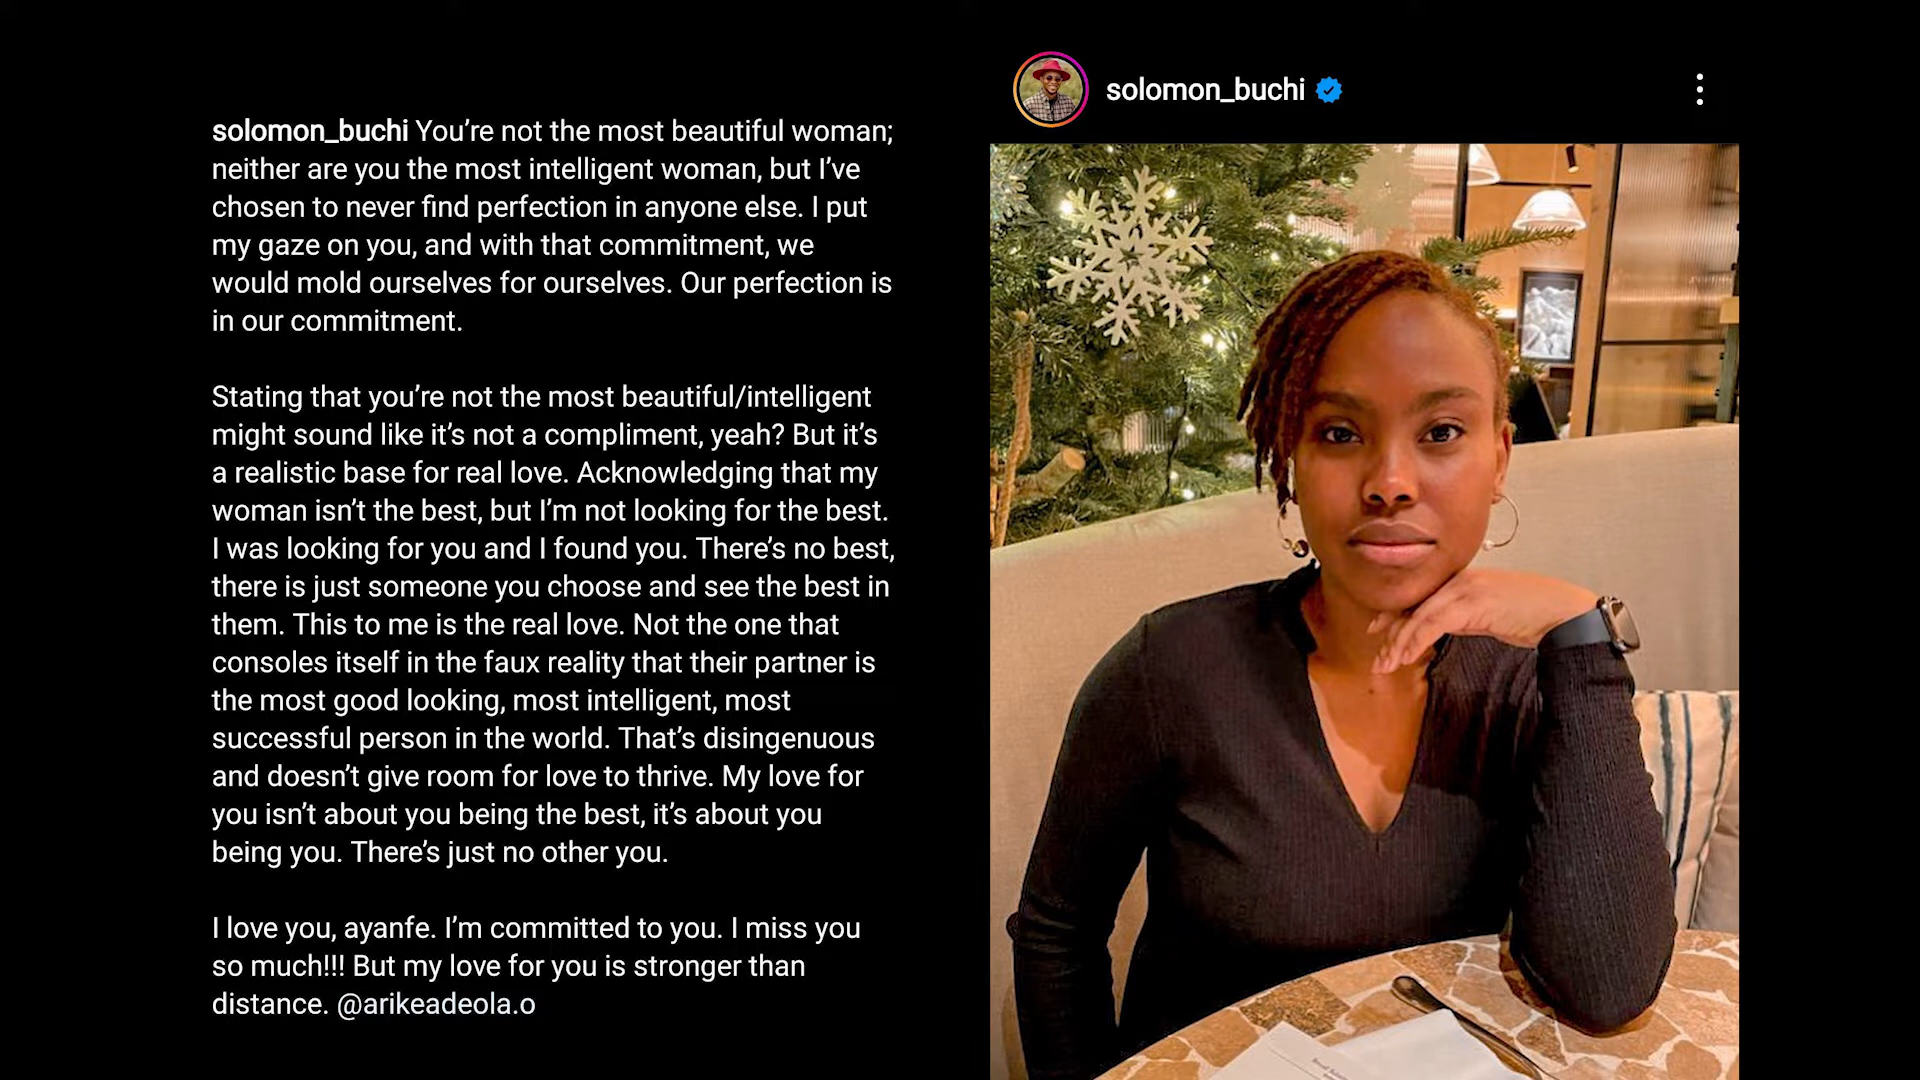 solomon_buchi
solomon_buchi You’re not the most beautiful woman;
neither are you the most intelligent woman, but I’ve
chosen to never find perfection in anyone else. I put
my gaze on you, and with that commitment, we
would mold ourselves for ourselves. Our perfection is
in our commitment.
Stating that you’re not the most beautiful/intelligent
might sound like it’s not a compliment, yeah? But it’s
a realistic base for real love. Acknowledging that my
woman isn’t the best, but I’m not looking for the best.
I was looking for you and I found you. There’s no best,
there is just someone you choose and see the best in
them. This to me is the real love. Not the one that
consoles itself in the faux reality that their partner is
the most good looking, most intelligent, most
successful person in the world. That’s disingenuous
and doesn’t give room for love to thrive. My love for
you isn’t about you being the best, it’s about you
being you. There’s just no other you.
I love you, ayanfe. I’m committed to you. I miss you
so much!!! But my love for you is stronger than
distance. @arikeadeola.o